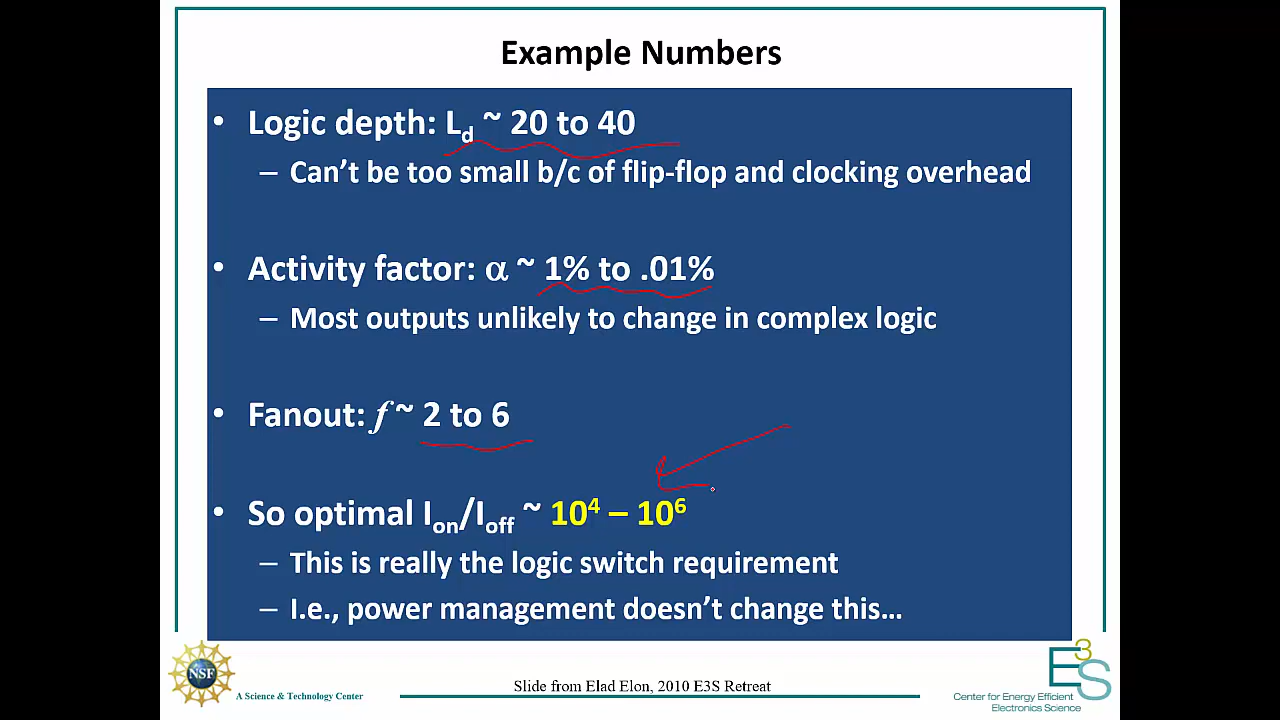 Example Numbers
• Logic depth: Ld ~ 20 to 40
– Can't be too small b/c of flip-flop and clocking overhead
• Activity factor: α ~ 1% to .01%
– Most outputs unlikely to change in complex logic
• Fanout: f ~ 2 to 6
• So optimal Ion/Ioff ~ 10⁴ – 10⁶
– This is really the logic switch requirement
– I.e., power management doesn't change this…
NSF
A Science & Technology Center
Slide from Elad Elon, 2010 E3S Retreat
E3S
Center for Energy Efficient
Electronics Science